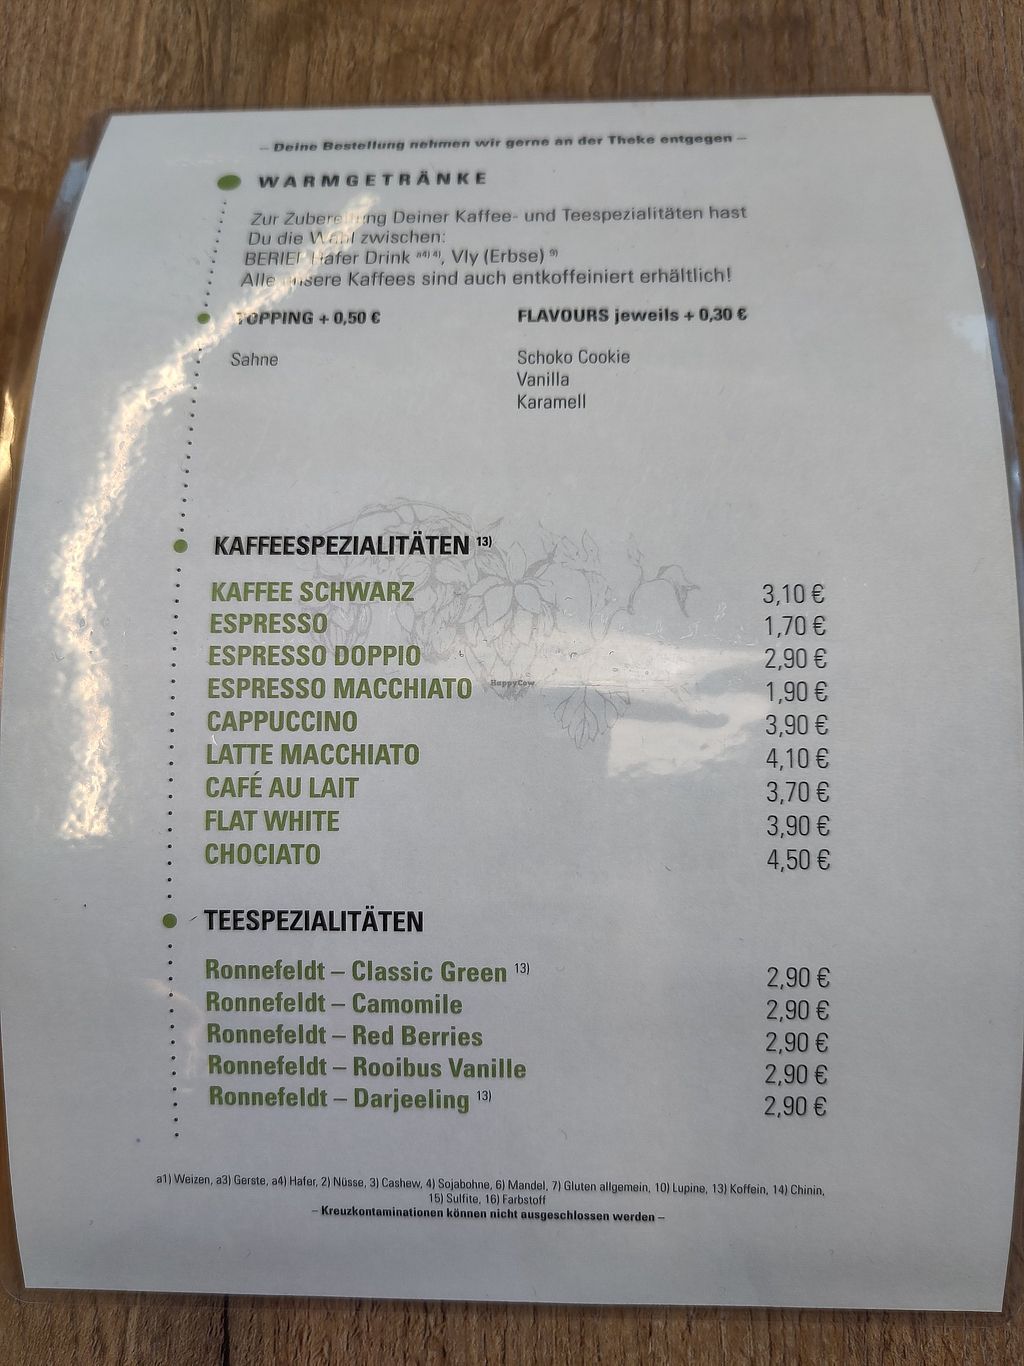 – Deine Bestellung nehmen wir gerne an der Theke entgegen –
WARMGETRÄNKE
Zur Zubereitung Deiner Kaffee- und Teespezialitäten hast
Du die Wahl zwischen:
BERIEF Hafer Drink a4) 4), Vly (Erbse) 9)
Alle unsere Kaffees sind auch entkoffeiniert erhältlich!
TOPPING + 0,50 € FLAVOURS jeweils + 0,30 €
Sahne Schoko Cookie
Vanilla
Karamell
KAFFEESPEZIALITÄTEN 13)
KAFFEE SCHWARZ 3,10 €
ESPRESSO 1,70 €
ESPRESSO DOPPIO 2,90 €
ESPRESSO MACCHIATO 1,90 €
HappyCow
CAPPUCCINO 3,90 €
LATTE MACCHIATO 4,10 €
CAFÉ AU LAIT 3,70 €
FLAT WHITE 3,90 €
CHOCIATO 4,50 €
TEESPEZIALITÄTEN
Ronnefeldt – Classic Green 13) 2,90 €
Ronnefeldt – Camomile 2,90 €
Ronnefeldt – Red Berries 2,90 €
Ronnefeldt – Rooibus Vanille 2,90 €
Ronnefeldt – Darjeeling 13) 2,90 €
a1) Weizen, a3) Gerste, a4) Hafer, 2) Nüsse, 3) Cashew, 4) Sojabohne, 6) Mandel, 7) Gluten allgemein, 10) Lupine, 13) Koffein, 14) Chinin,
15) Sulfite, 16) Farbstoff
– Kreuzkontaminationen können nicht ausgeschlossen werden –